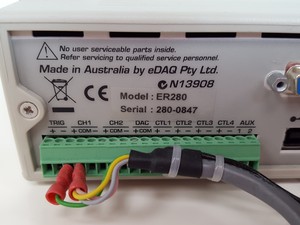 No user serviceable parts inside.
Refer servicing to qualified service personnel.
Made in Australia by eDAQ Pty Ltd.
CE N13908
Model : ER280
Serial : 280-0847
TRIG CH1 CH2 DAC CTL1 CTL2 CTL3 CTL4 AUX